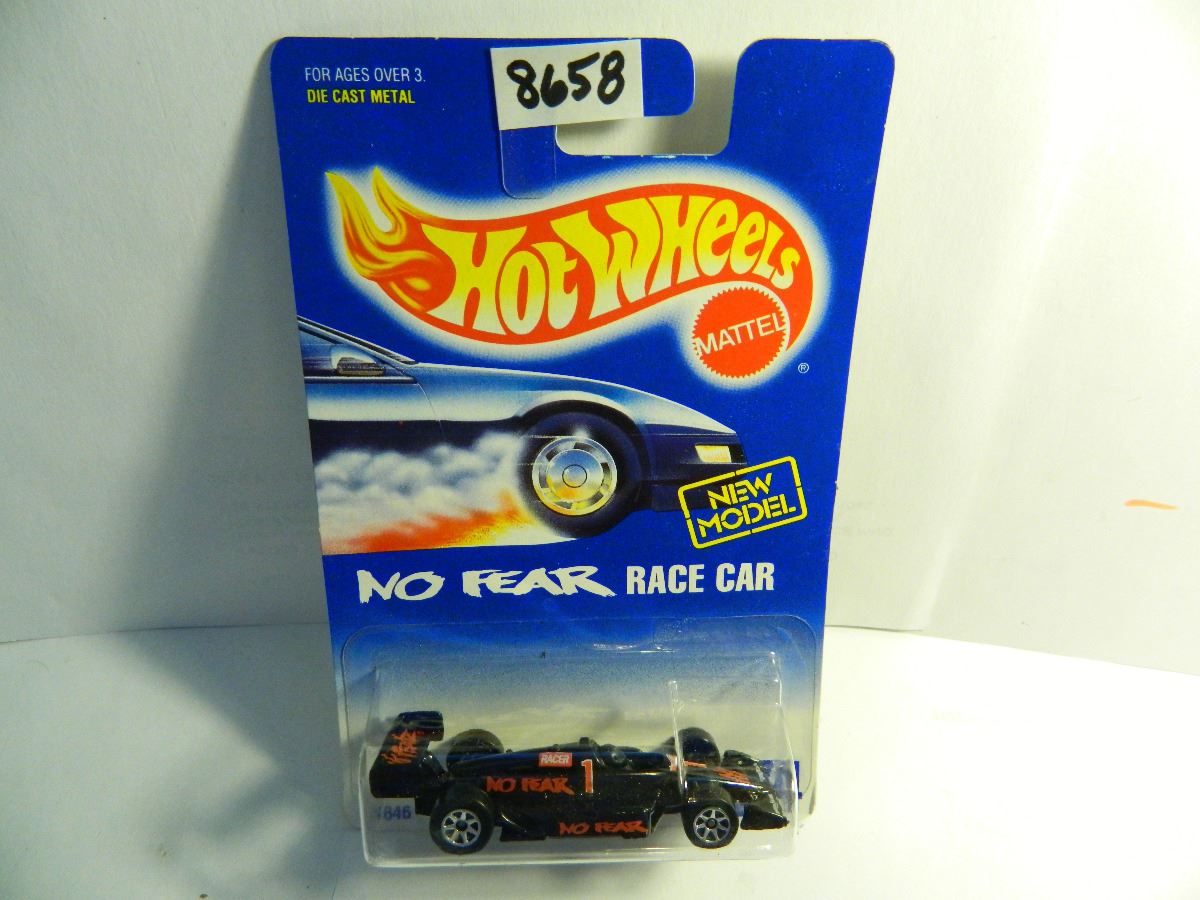 8658
FOR AGES OVER 3.
DIE CAST METAL
HOT WHEELS
MATTEL
®
NEW
MODEL
NO FEAR RACE CAR
RACER
NO FEAR
1
NO FEAR
1846